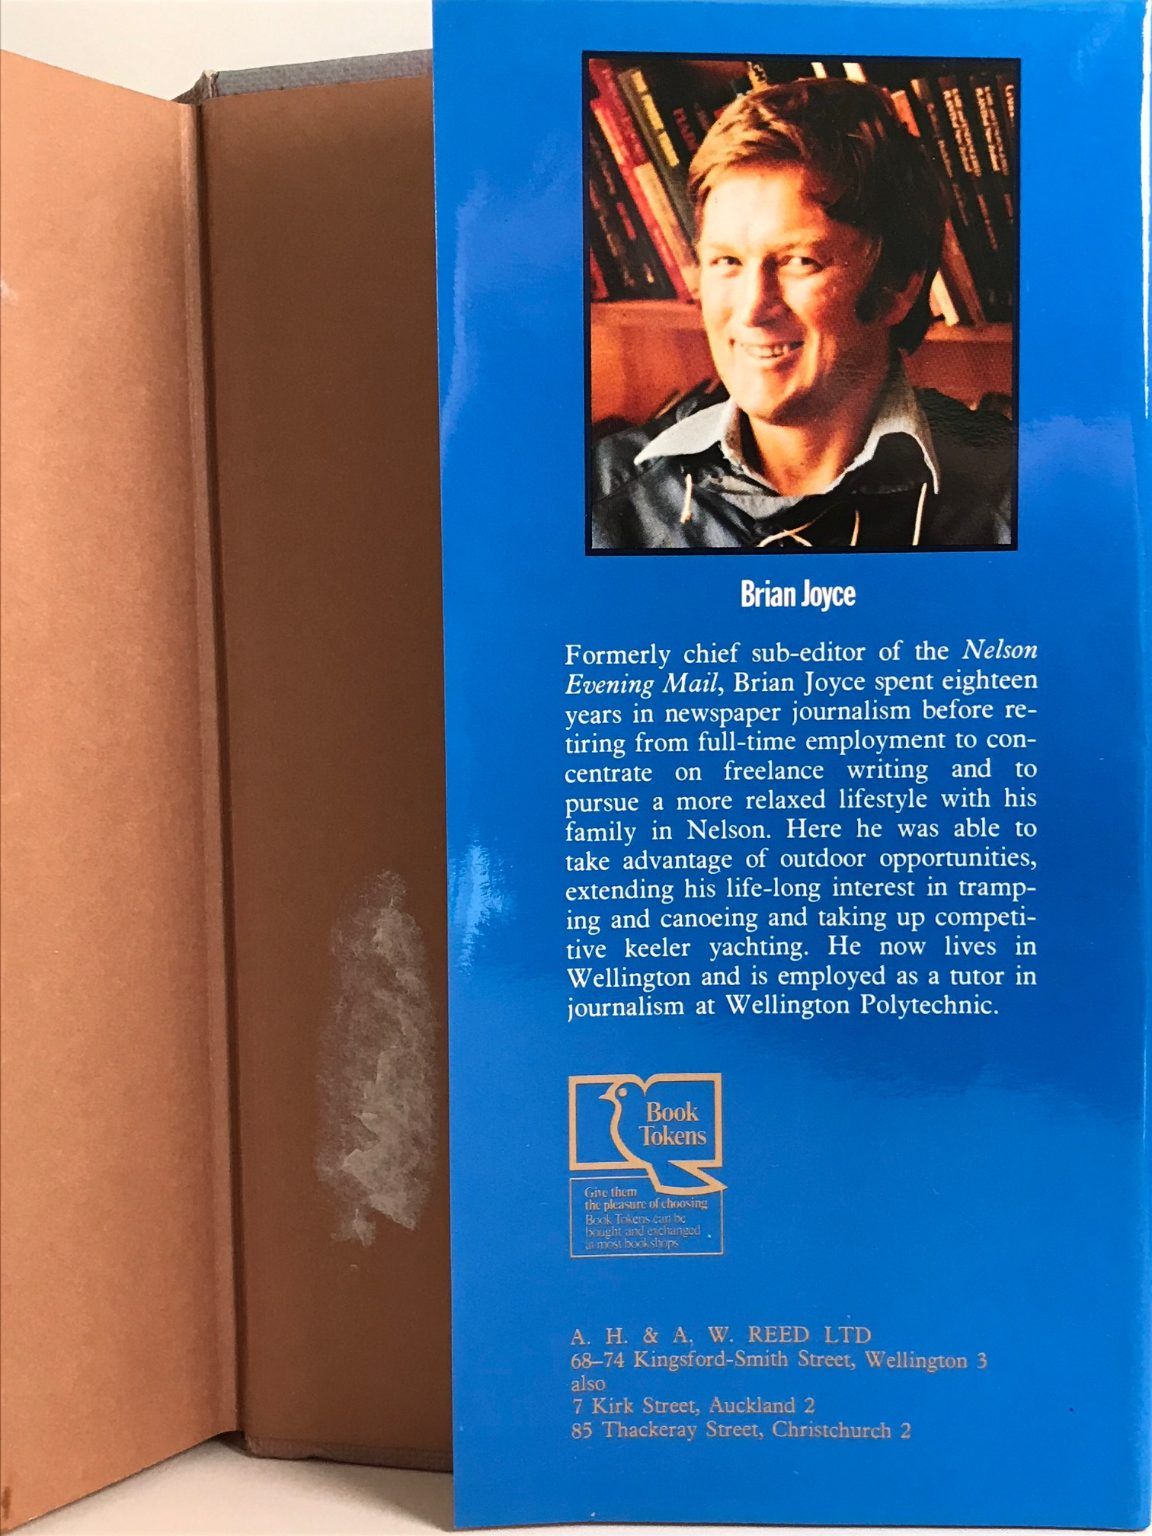 Brian Joyce
Formerly chief sub-editor of the Nelson
Evening Mail, Brian Joyce spent eighteen
years in newspaper journalism before re-
tiring from full-time employment to con-
centrate on freelance writing and to
pursue a more relaxed lifestyle with his
family in Nelson. Here he was able to
take advantage of outdoor opportunities,
extending his life-long interest in tramp-
ing and canoeing and taking up competi-
tive keeler yachting. He now lives in
Wellington and is employed as a tutor in
journalism at Wellington Polytechnic.
Book
Tokens
Give them
the pleasure of choosing
Book Tokens can be
bought and exchanged
at most bookshops
A. H. & A. W. REED LTD
68–74 Kingsford-Smith Street, Wellington 3
also
7 Kirk Street, Auckland 2
85 Thackeray Street, Christchurch 2